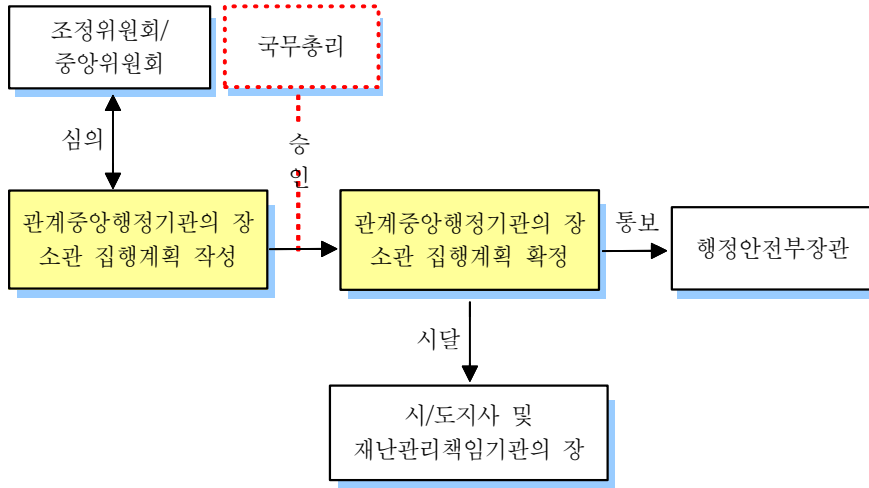 조정위원회/
중앙위원회
국무총리
심의
승
인
관계중앙행정기관의 장
소관 집행계획 작성
관계중앙행정기관의 장
소관 집행계획 확정
통보
행정안전부장관
시달
시/도지사 및
재난관리책임기관의 장